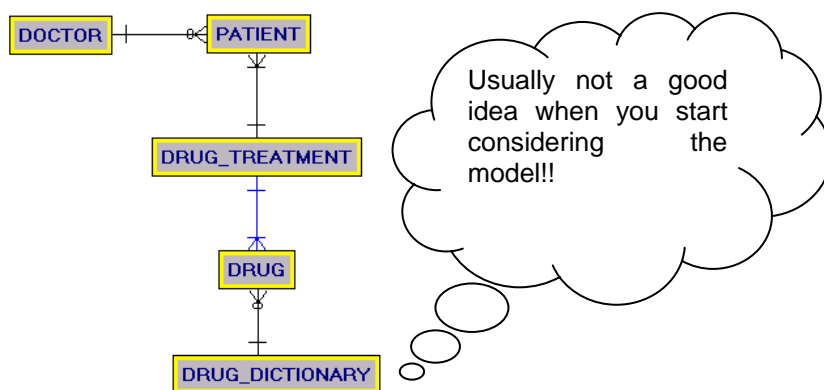 DOCTOR
PATIENT
DRUG_TREATMENT
DRUG
DRUG_DICTIONARY
Usually not a good
idea when you start
considering the
model!!